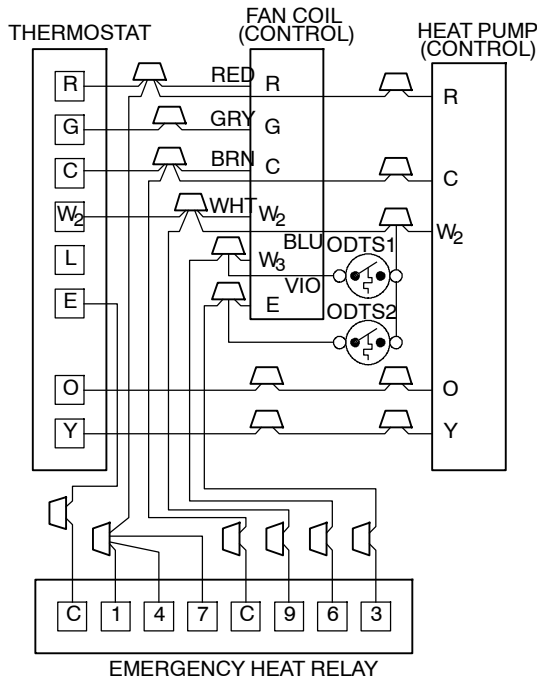 THERMOSTAT
FAN COIL
(CONTROL)
HEAT PUMP
(CONTROL)
R
RED
R
R
G
GRY
G
C
BRN
C
C
W2
WHT
W2
W2
L
BLU
ODTS1
W3
VIO
E
E
ODTS2
O
O
Y
Y
C
1
4
7
C
9
6
3
EMERGENCY HEAT RELAY